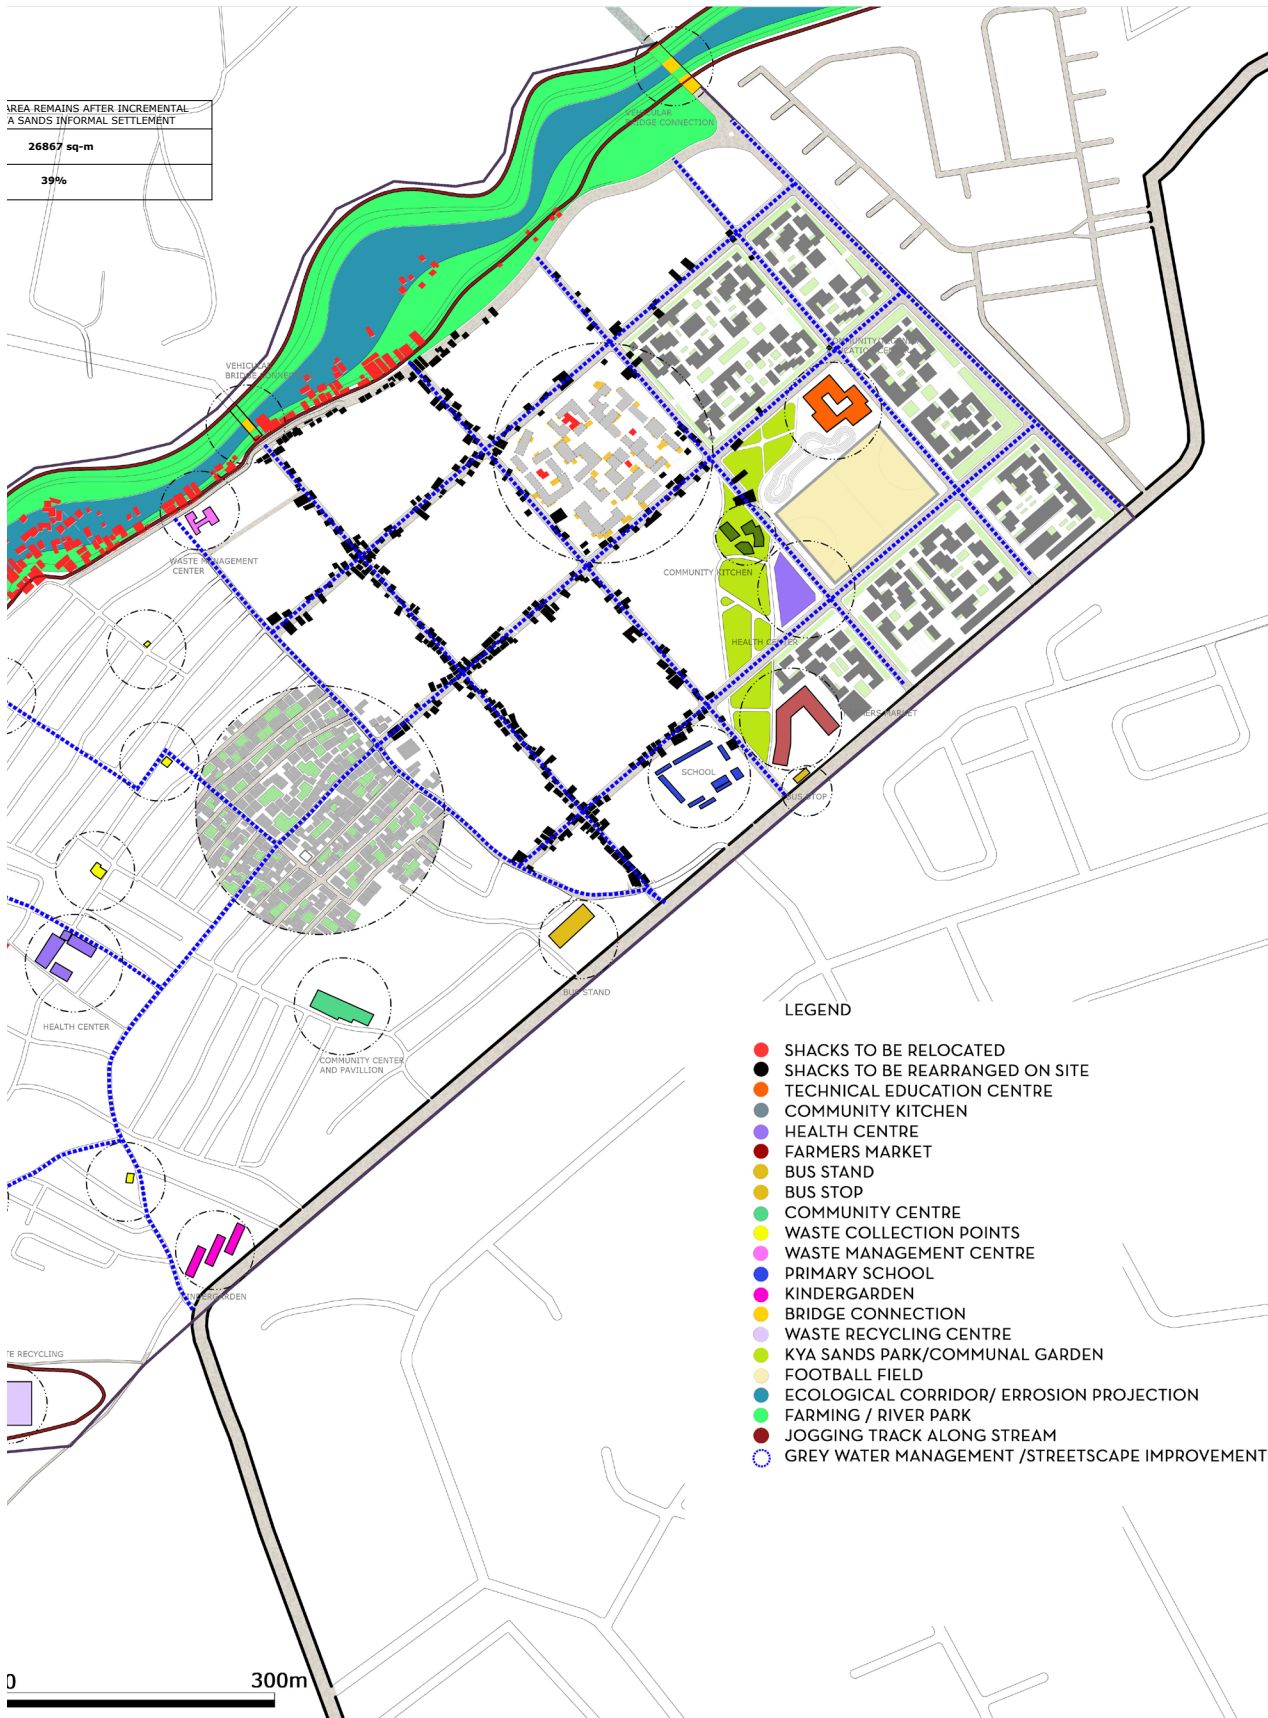 AREA REMAINS AFTER INCREMENTAL
A SANDS INFORMAL SETTLEMENT
26867 sq-m
39%
VEHICULAR
BRIDGE CONNECTION
VEHICULAR
BRIDGE
WASTE MANAGEMENT
CENTER
COMMUNITY KITCHEN
HEALTH CENTER
MARKET
SCHOOL
BUS STOP
BUS STAND
HEALTH CENTER
COMMUNITY CENTER
AND PAVILLION
KINDERGARDEN
TE RECYCLING
LEGEND
SHACKS TO BE RELOCATED
SHACKS TO BE REARRANGED ON SITE
TECHNICAL EDUCATION CENTRE
COMMUNITY KITCHEN
HEALTH CENTRE
FARMERS MARKET
BUS STAND
BUS STOP
COMMUNITY CENTRE
WASTE COLLECTION POINTS
WASTE MANAGEMENT CENTRE
PRIMARY SCHOOL
KINDERGARDEN
BRIDGE CONNECTION
WASTE RECYCLING CENTRE
KYA SANDS PARK/COMMUNAL GARDEN
FOOTBALL FIELD
ECOLOGICAL CORRIDOR/ ERROSION PROJECTION
FARMING / RIVER PARK
JOGGING TRACK ALONG STREAM
GREY WATER MANAGEMENT /STREETSCAPE IMPROVEMENT
0
300m